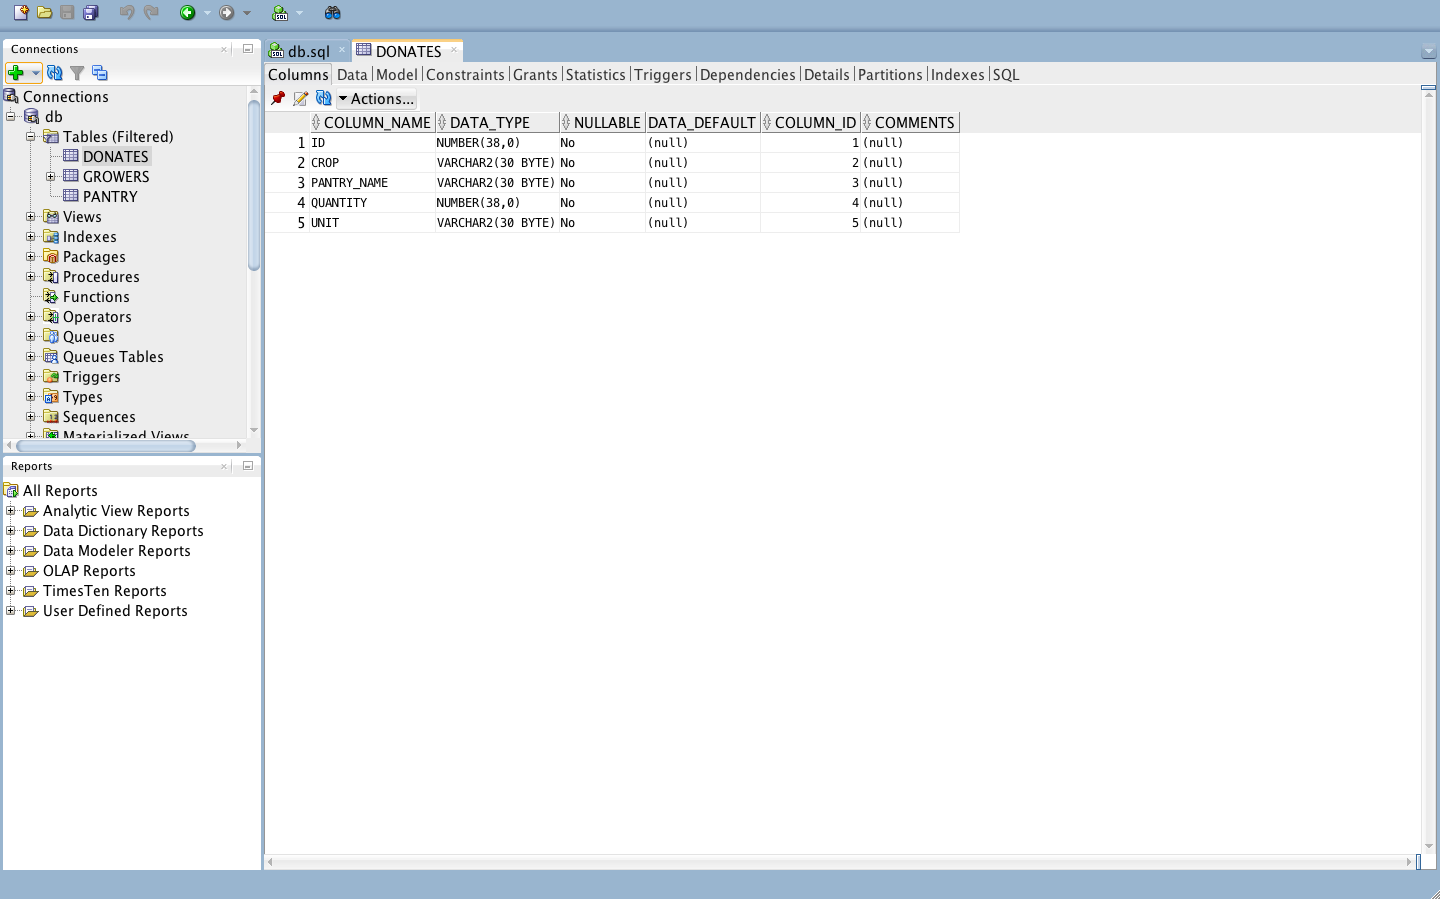 Connections
db.sql
DONATES
Columns Data Model Constraints Grants Statistics Triggers Dependencies Details Partitions Indexes SQL
Actions...
Connections
db
Tables (Filtered)
DONATES
GROWERS
PANTRY
Views
Indexes
Packages
Procedures
Functions
Operators
Queues
Queues Tables
Triggers
Types
Sequences
Materialized Views
COLUMN_NAME DATA_TYPE NULLABLE DATA_DEFAULT COLUMN_ID COMMENTS
1 ID NUMBER(38,0) No (null) 1 (null)
2 CROP VARCHAR2(30 BYTE) No (null) 2 (null)
3 PANTRY_NAME VARCHAR2(30 BYTE) No (null) 3 (null)
4 QUANTITY NUMBER(38,0) No (null) 4 (null)
5 UNIT VARCHAR2(30 BYTE) No (null) 5 (null)
Reports
All Reports
Analytic View Reports
Data Dictionary Reports
Data Modeler Reports
OLAP Reports
TimesTen Reports
User Defined Reports